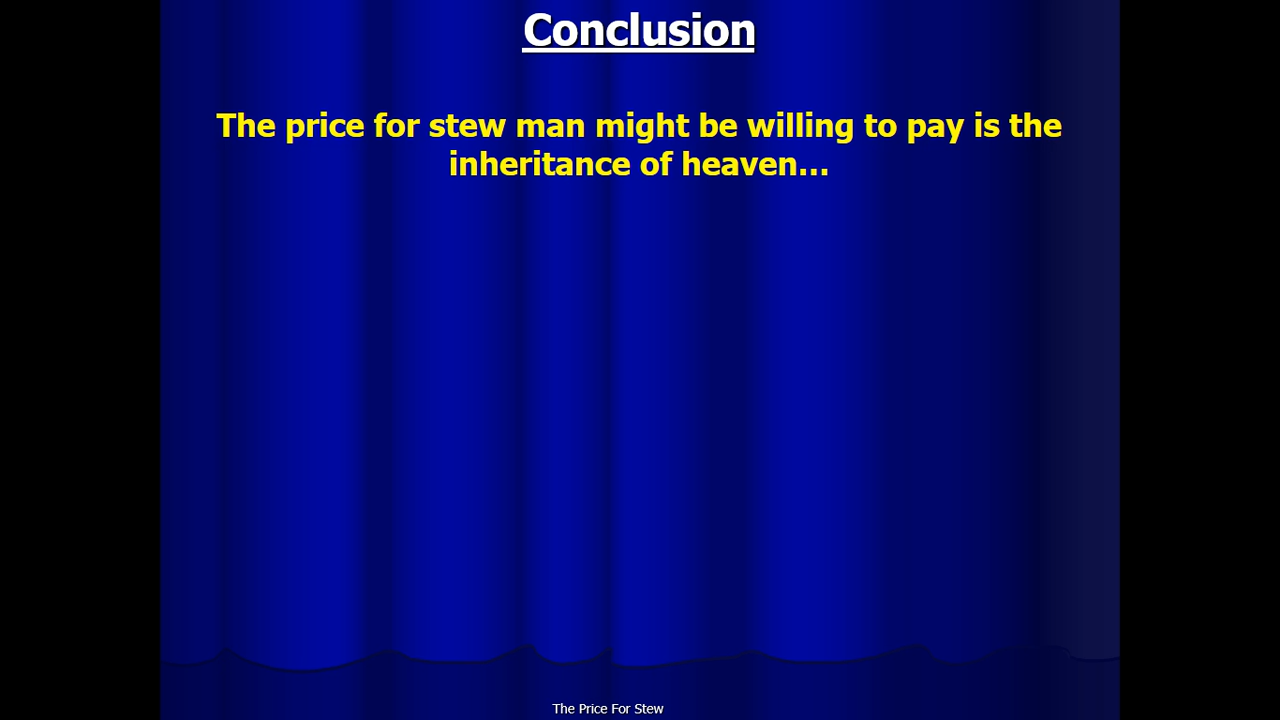 Conclusion
The price for stew man might be willing to pay is the
inheritance of heaven…
The Price For Stew